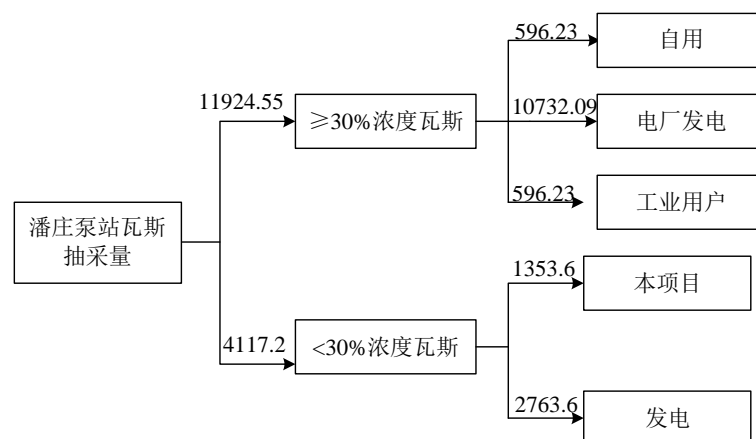 596.23
自用
11924.55
≥30%浓度瓦斯
10732.09
电厂发电
596.23
工业用户
潘庄泵站瓦斯
抽采量
1353.6
本项目
4117.2
<30%浓度瓦斯
2763.6
发电